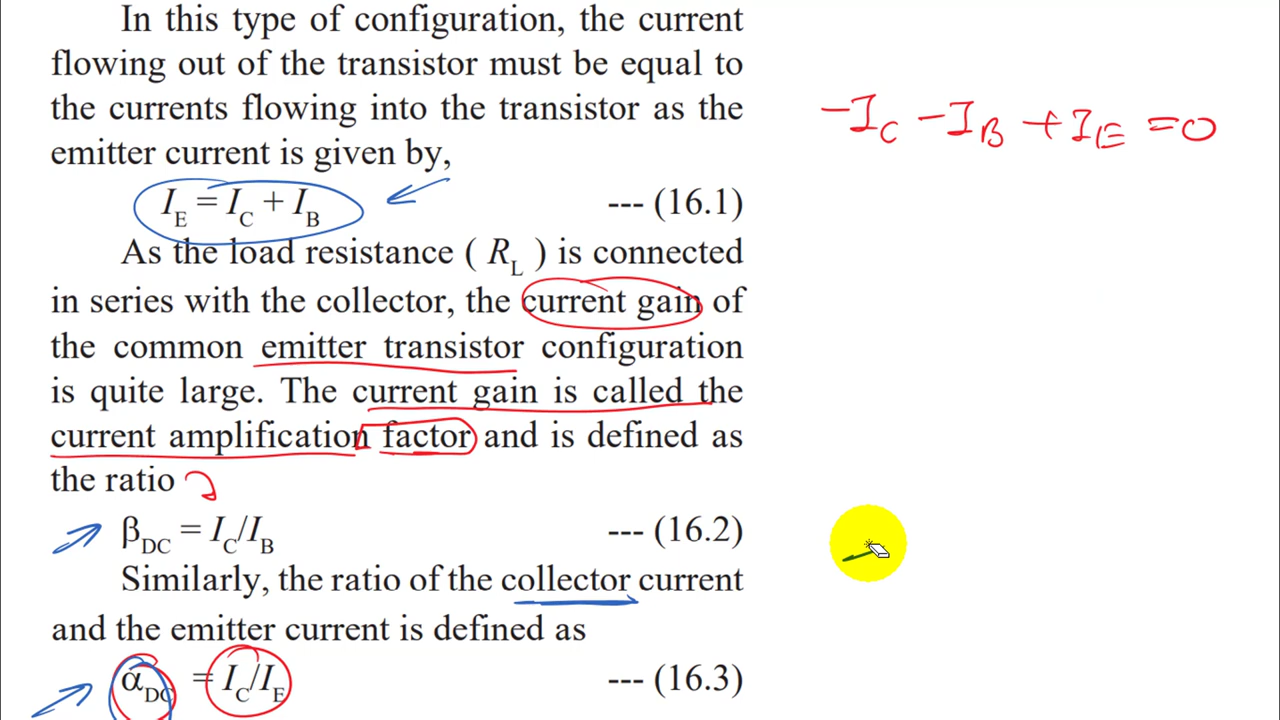 In this type of configuration, the current
flowing out of the transistor must be equal to
the currents flowing into the transistor as the
emitter current is given by,
I_E = I_C + I_B --- (16.1)
As the load resistance ( R_L ) is connected
in series with the collector, the current gain of
the common emitter transistor configuration
is quite large. The current gain is called the
current amplification factor and is defined as
the ratio
β_DC = I_C/I_B --- (16.2)
Similarly, the ratio of the collector current
and the emitter current is defined as
α_DC = I_C/I_E --- (16.3)
-I_C -I_B + I_E = 0